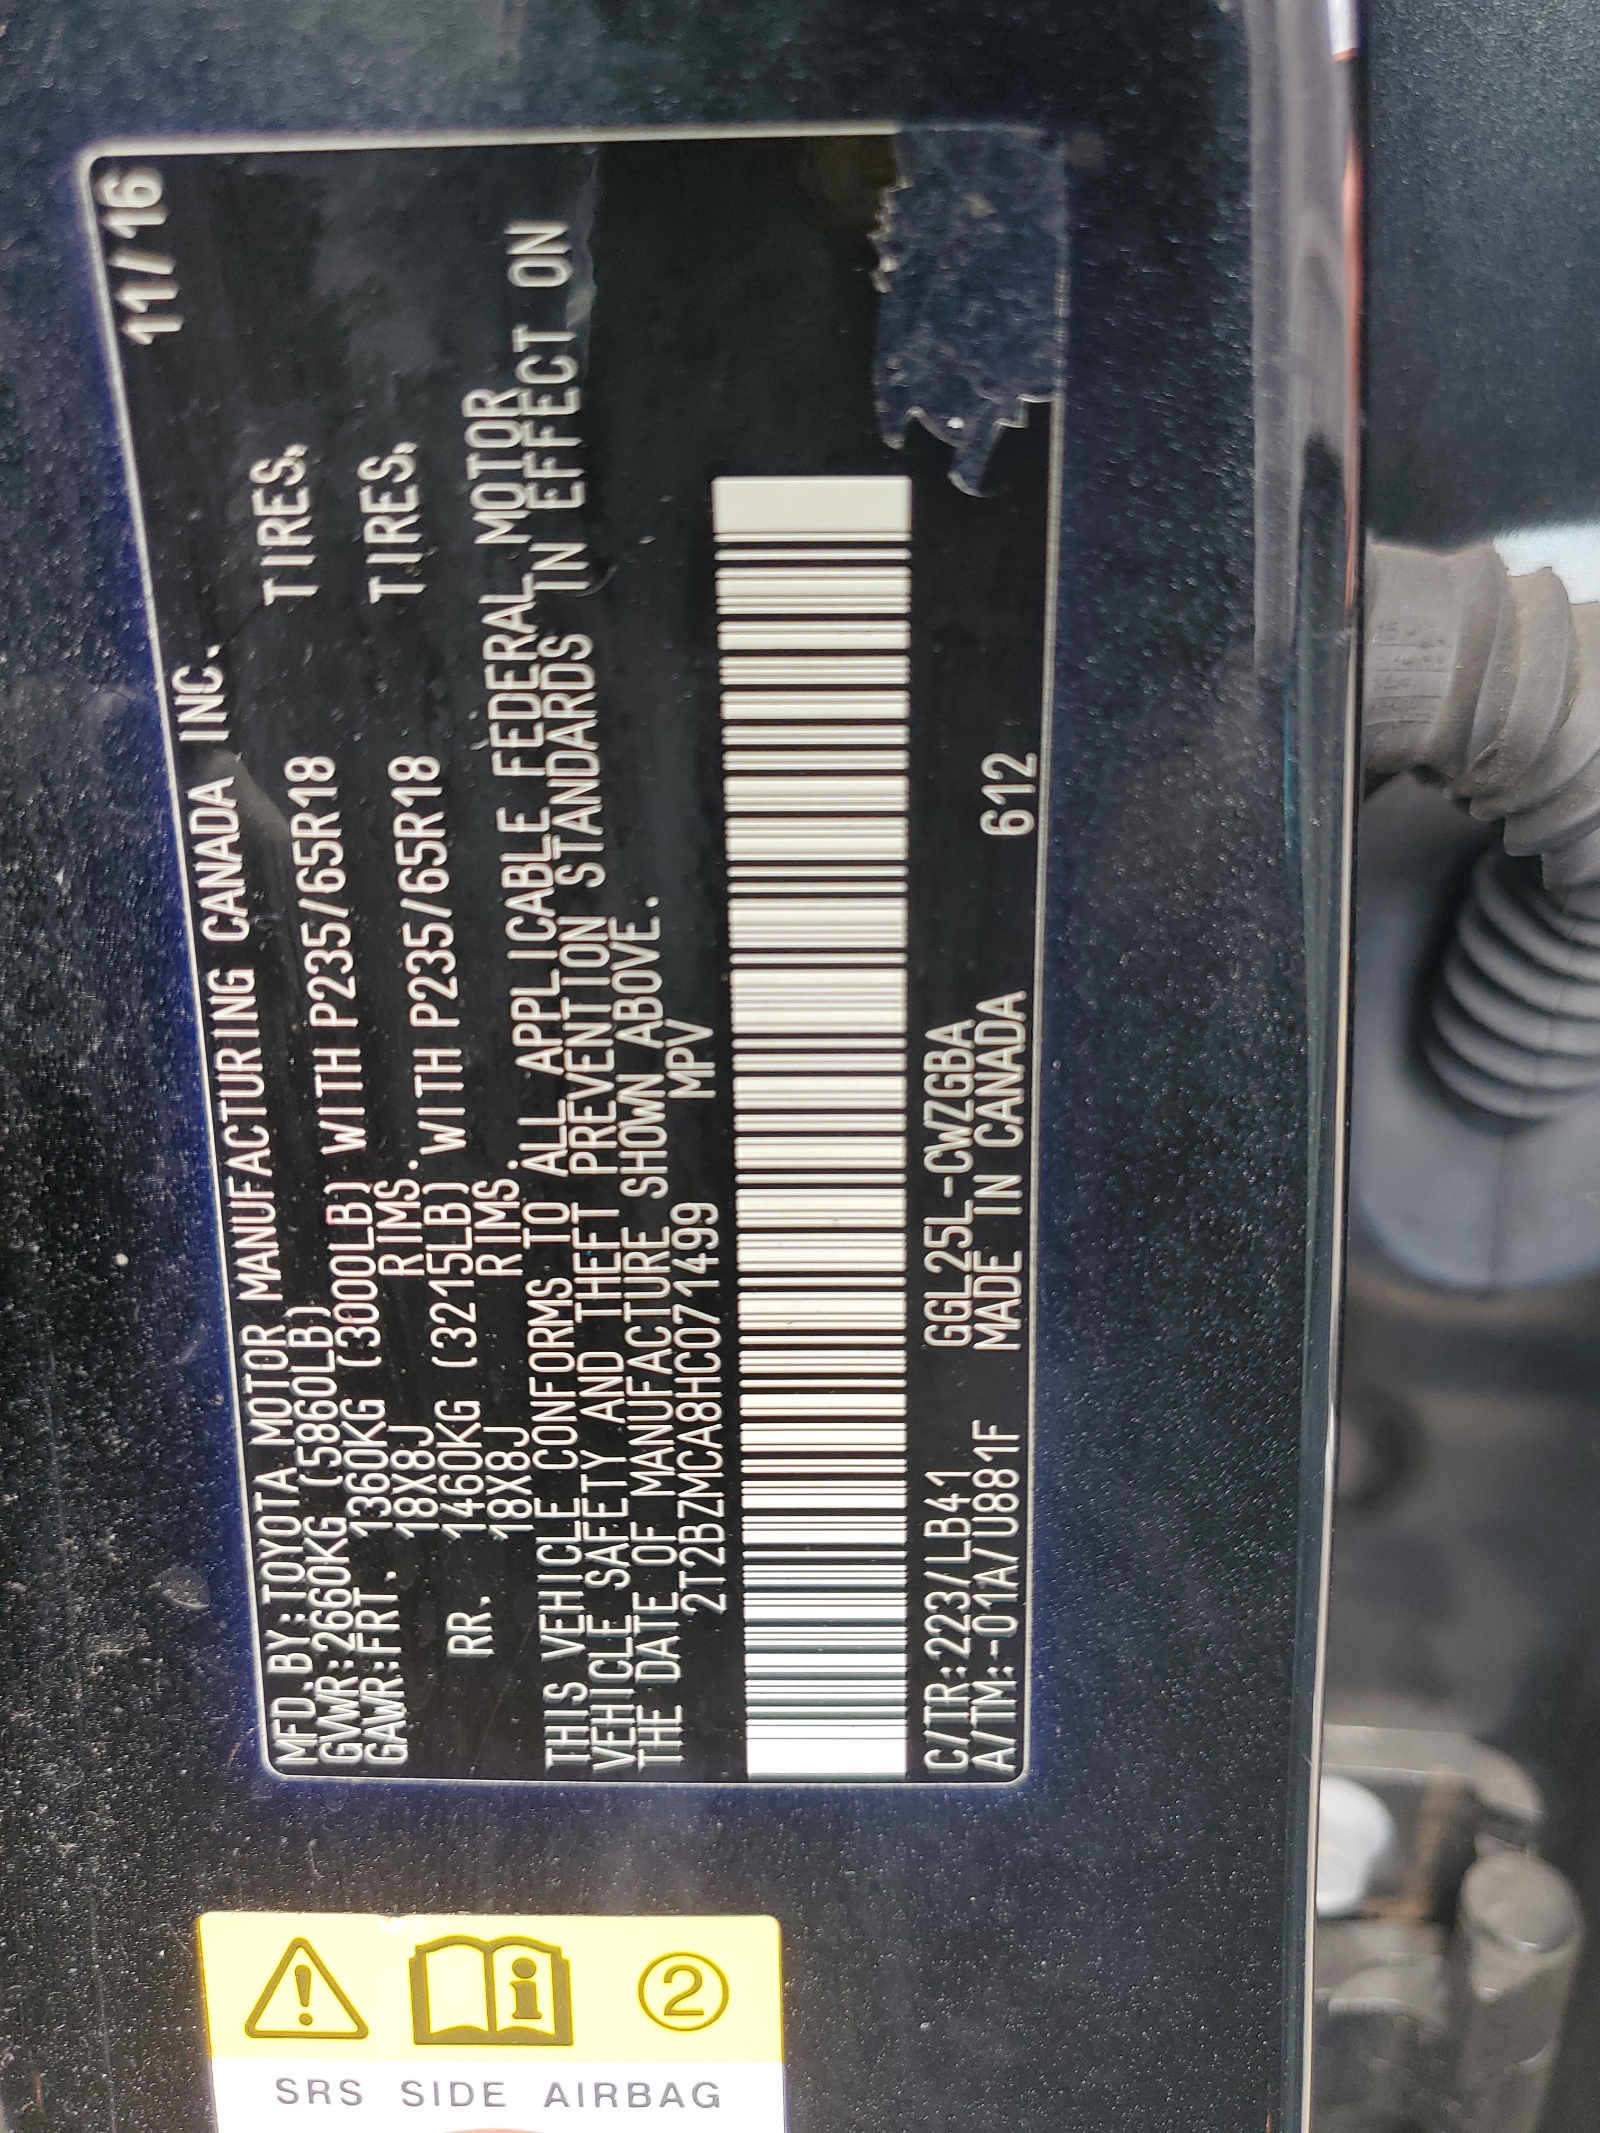 MFD.BY:TOYOTA MOTOR MANUFACTURING CANADA INC. 11/16
GVWR:2660KG (5860LB)
GAWR:FRT. 1360KG (3000LB) WITH P235/65R18 TIRES,
18X8J RIMS.
RR. 1460KG (3215LB) WITH P235/65R18 TIRES,
18X8J RIMS.
THIS VEHICLE CONFORMS TO ALL APPLICABLE FEDERAL MOTOR
VEHICLE SAFETY AND THEFT PREVENTION STANDARDS IN EFFECT ON
THE DATE OF MANUFACTURE SHOWN ABOVE.
2T2BZMCA8HC071499 MPV
C/TR:223/LB41 GGL25L-CWZGBA
A/TM:-01A/U881F MADE IN CANADA 612
2
SRS SIDE AIRBAG